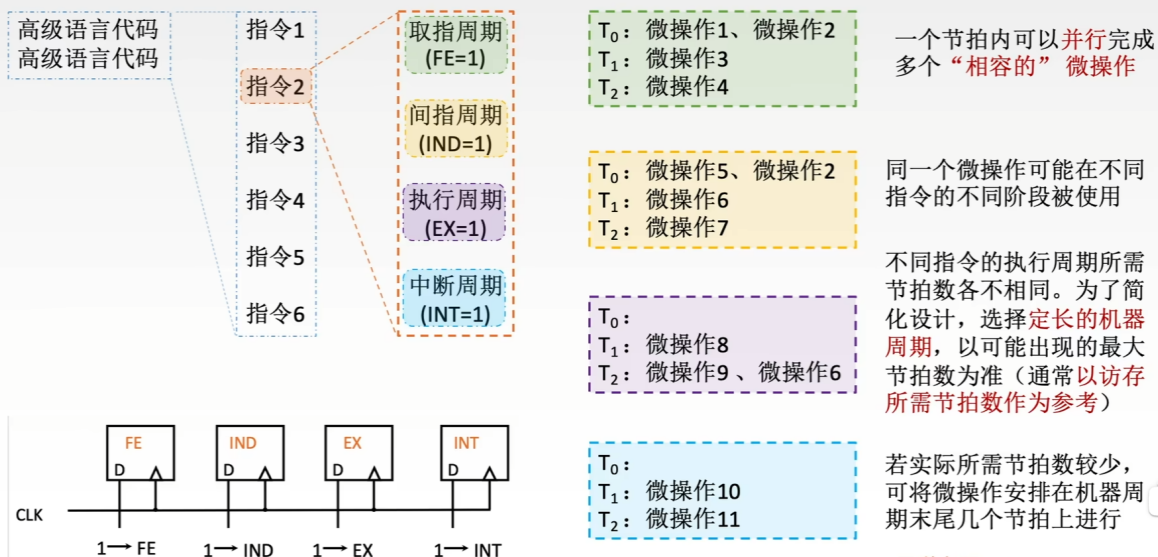 高级语言代码
高级语言代码
指令1
指令2
指令3
指令4
指令5
指令6
取指周期
(FE=1)
间指周期
(IND=1)
执行周期
(EX=1)
中断周期
(INT=1)
T₀：微操作1、微操作2
T₁：微操作3
T₂：微操作4
一个节拍内可以并行完成
多个“相容的”微操作
T₀：微操作5、微操作2
T₁：微操作6
T₂：微操作7
同一个微操作可能在不同
指令的不同阶段被使用
T₀：
T₁：微操作8
T₂：微操作9 、微操作6
不同指令的执行周期所需
节拍数各不相同。为了简
化设计，选择定长的机器
周期，以可能出现的最大
节拍数为准（通常以访存
所需节拍数作为参考）
T₀：
T₁：微操作10
T₂：微操作11
若实际所需节拍数较少，
可将微操作安排在机器周
期末尾几个节拍上进行
FE
IND
EX
INT
D
D
D
D
CLK
1→ FE
1→ IND
1→ EX
1→ INT